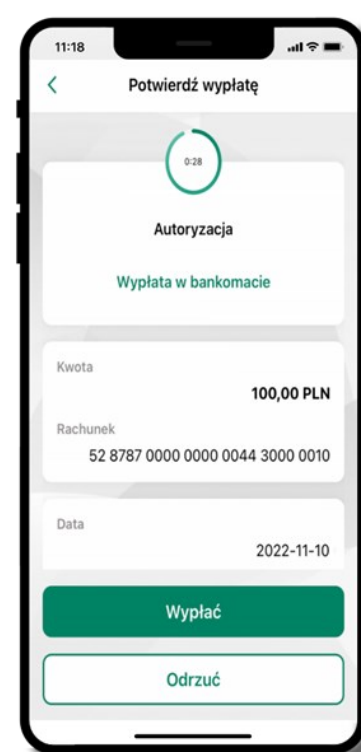 11:18
Potwierdź wypłatę
0:28
Autoryzacja
Wypłata w bankomacie
Kwota
100,00 PLN
Rachunek
52 8787 0000 0000 0044 3000 0010
Data
2022-11-10
Wypłać
Odrzuć